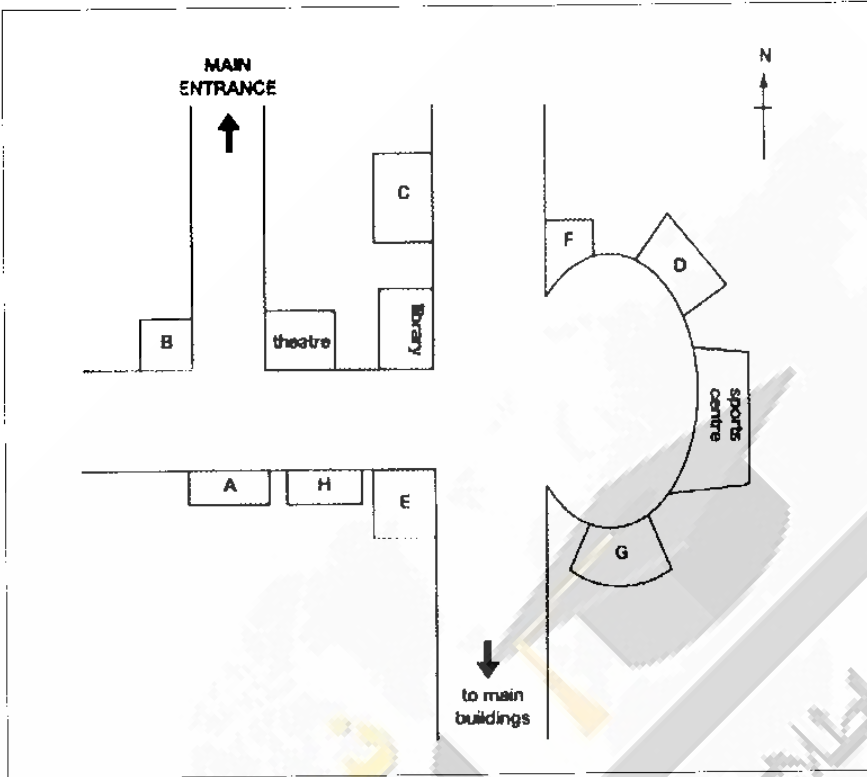 MAIN
ENTRANCE
N
C
F
D
B
theatre
library
sports
centre
A
H
E
G
to main
buildings